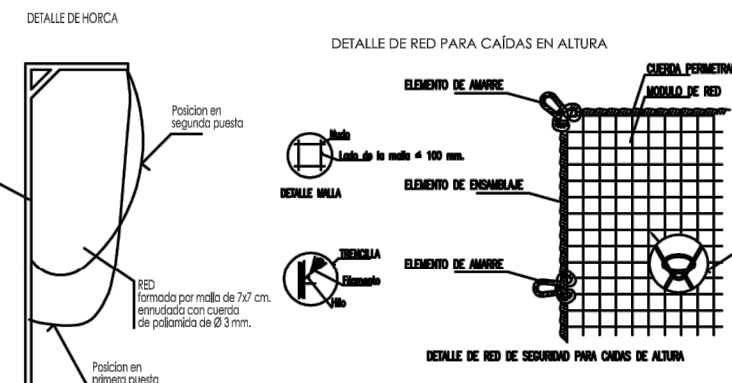 DETALLE DE HORCA
DETALLE DE RED PARA CAÍDAS EN ALTURA
Posicion en
segunda puesta
RED
formada por malla de 7x7 cm.
ennudada con cuerda
de poliamida de Ø 3 mm.
Posicion en
primera puesta
Nudo
Lado de la malla ≤ 100 mm.
DETALLE MALLA
TRENCILLA
Filamento
Hilo
ELEMENTO DE AMARRE
ELEMENTO DE ENSAMBLAJE
ELEMENTO DE AMARRE
CUERDA PERIMETRA
MODULO DE RED
DETALLE DE RED DE SEGURIDAD PARA CAIDAS DE ALTURA